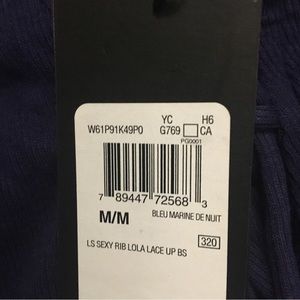 W61P91K49P0 YC H6
G769 CA
PG0001
7 89447 72568 3
M/M BLEU MARINE DE NUIT
LS SEXY RIB LOLA LACE UP BS 320